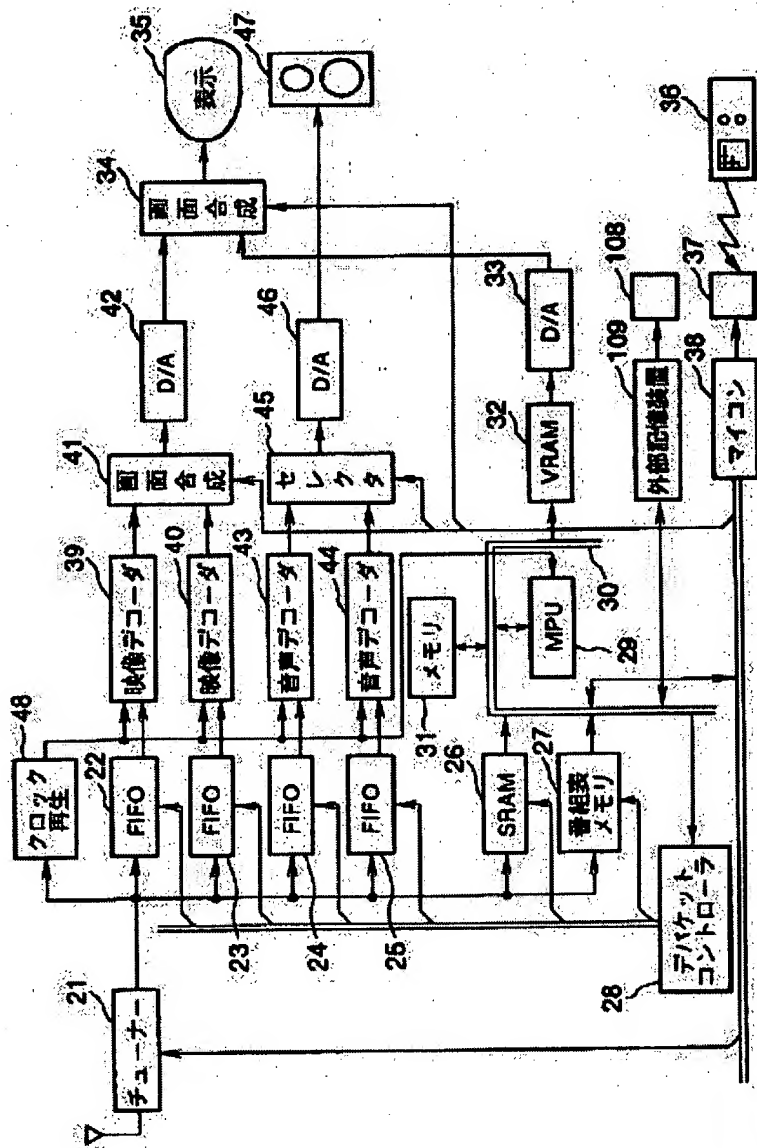 21
チューナー
48
クロック
再生
22
FIFO
23
FIFO
24
FIFO
25
FIFO
26
SRAM
27
番組表
メモリ
28
デパケット
コントローラ
39
映像デコーダ
40
映像デコーダ
43
音声デコーダ
44
音声デコーダ
31
メモリ
MPU
29
30
41
画面合成
45
セレクタ
42
D/A
46
D/A
32
VRAM
33
D/A
34
画面合成
35
表示
47
109
外部記憶装置
108
38
マイコン
37
36